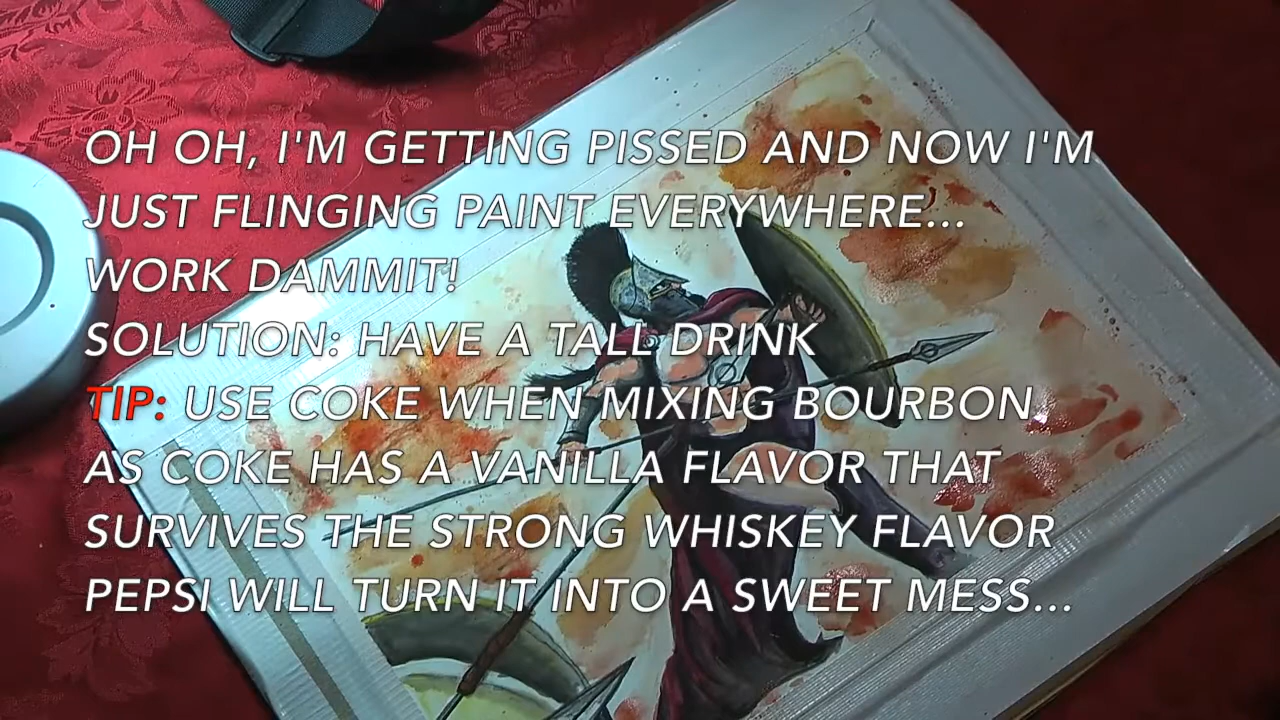 OH OH, I'M GETTING PISSED AND NOW I'M
JUST FLINGING PAINT EVERYWHERE...
WORK DAMMIT!
SOLUTION: HAVE A TALL DRINK
TIP: USE COKE WHEN MIXING BOURBON,
AS COKE HAS A VANILLA FLAVOR THAT
SURVIVES THE STRONG WHISKEY FLAVOR
PEPSI WILL TURN IT INTO A SWEET MESS...